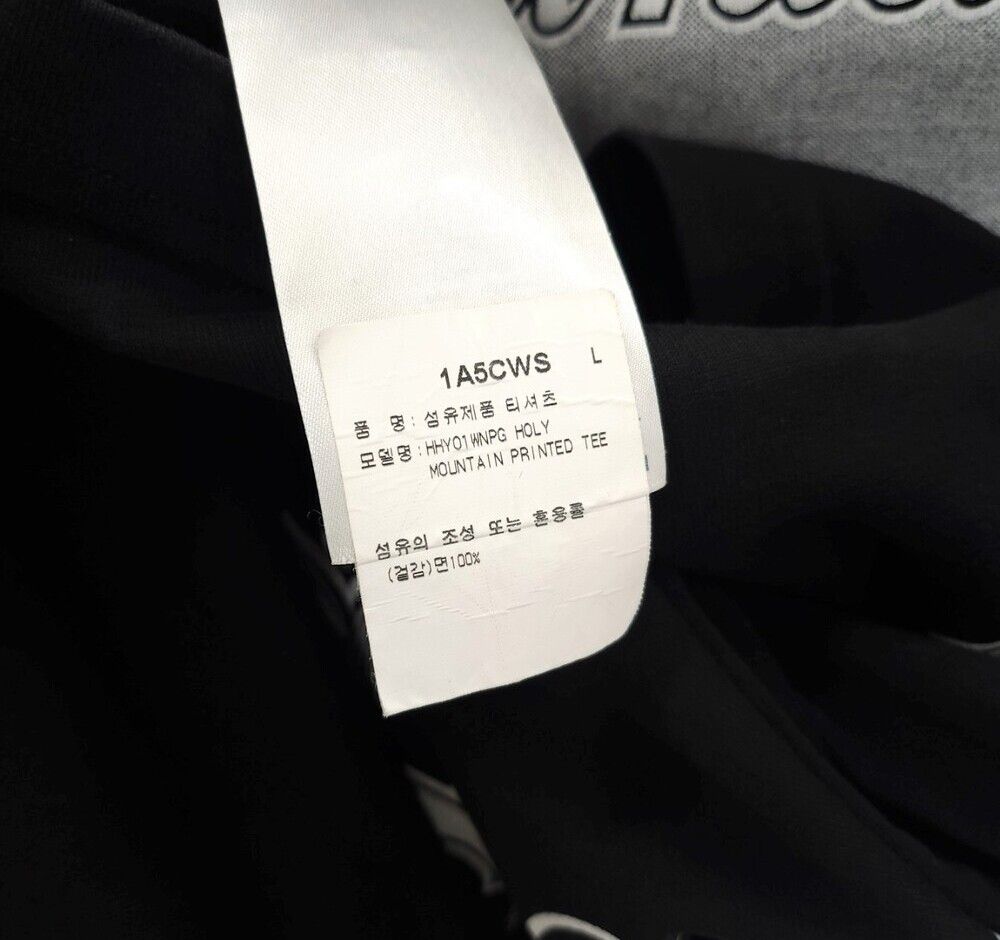 1A5CWS L
품 명: 섬유제품 티셔츠
모델명:HHY01WNPG HOLY
MOUNTAIN PRINTED TEE
섬유의 조성 또는 혼용률
(겉감)면100%